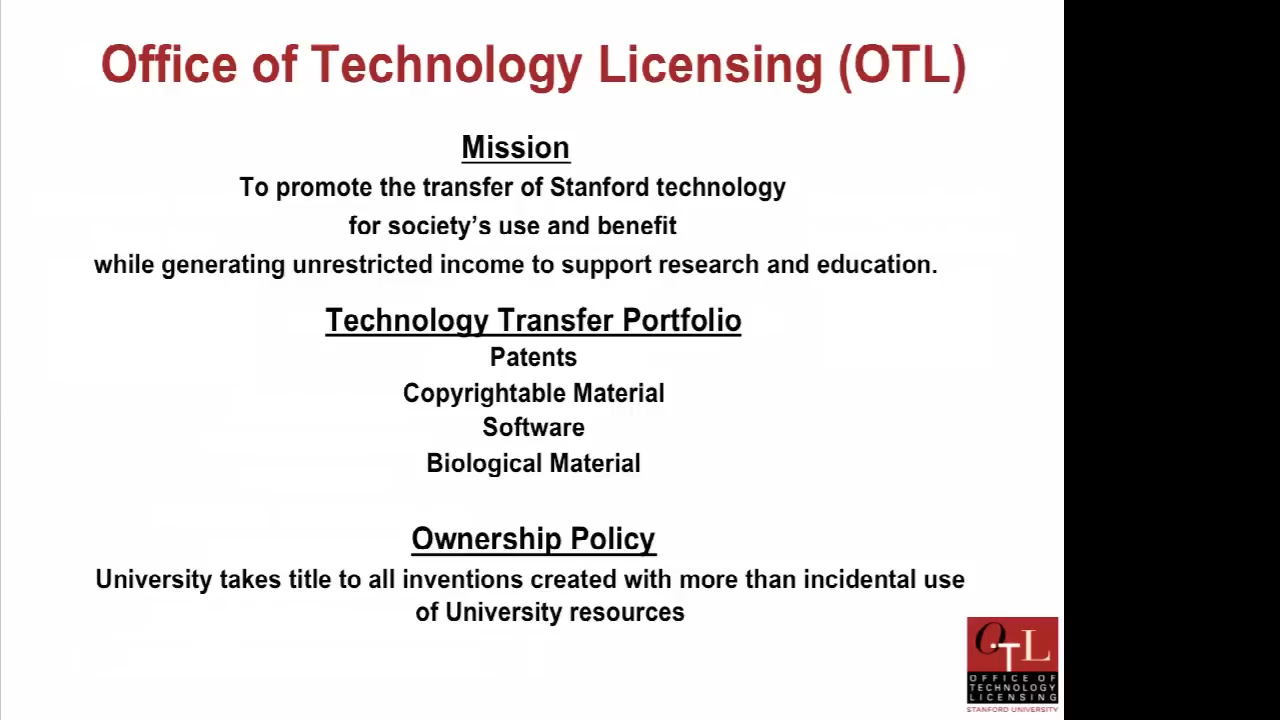 Office of Technology Licensing (OTL)
Mission
To promote the transfer of Stanford technology
for society's use and benefit
while generating unrestricted income to support research and education.
Technology Transfer Portfolio
Patents
Copyrightable Material
Software
Biological Material
Ownership Policy
University takes title to all inventions created with more than incidental use
of University resources
OTL
OFFICE OF
TECHNOLOGY
LICENSING
STANFORD UNIVERSITY